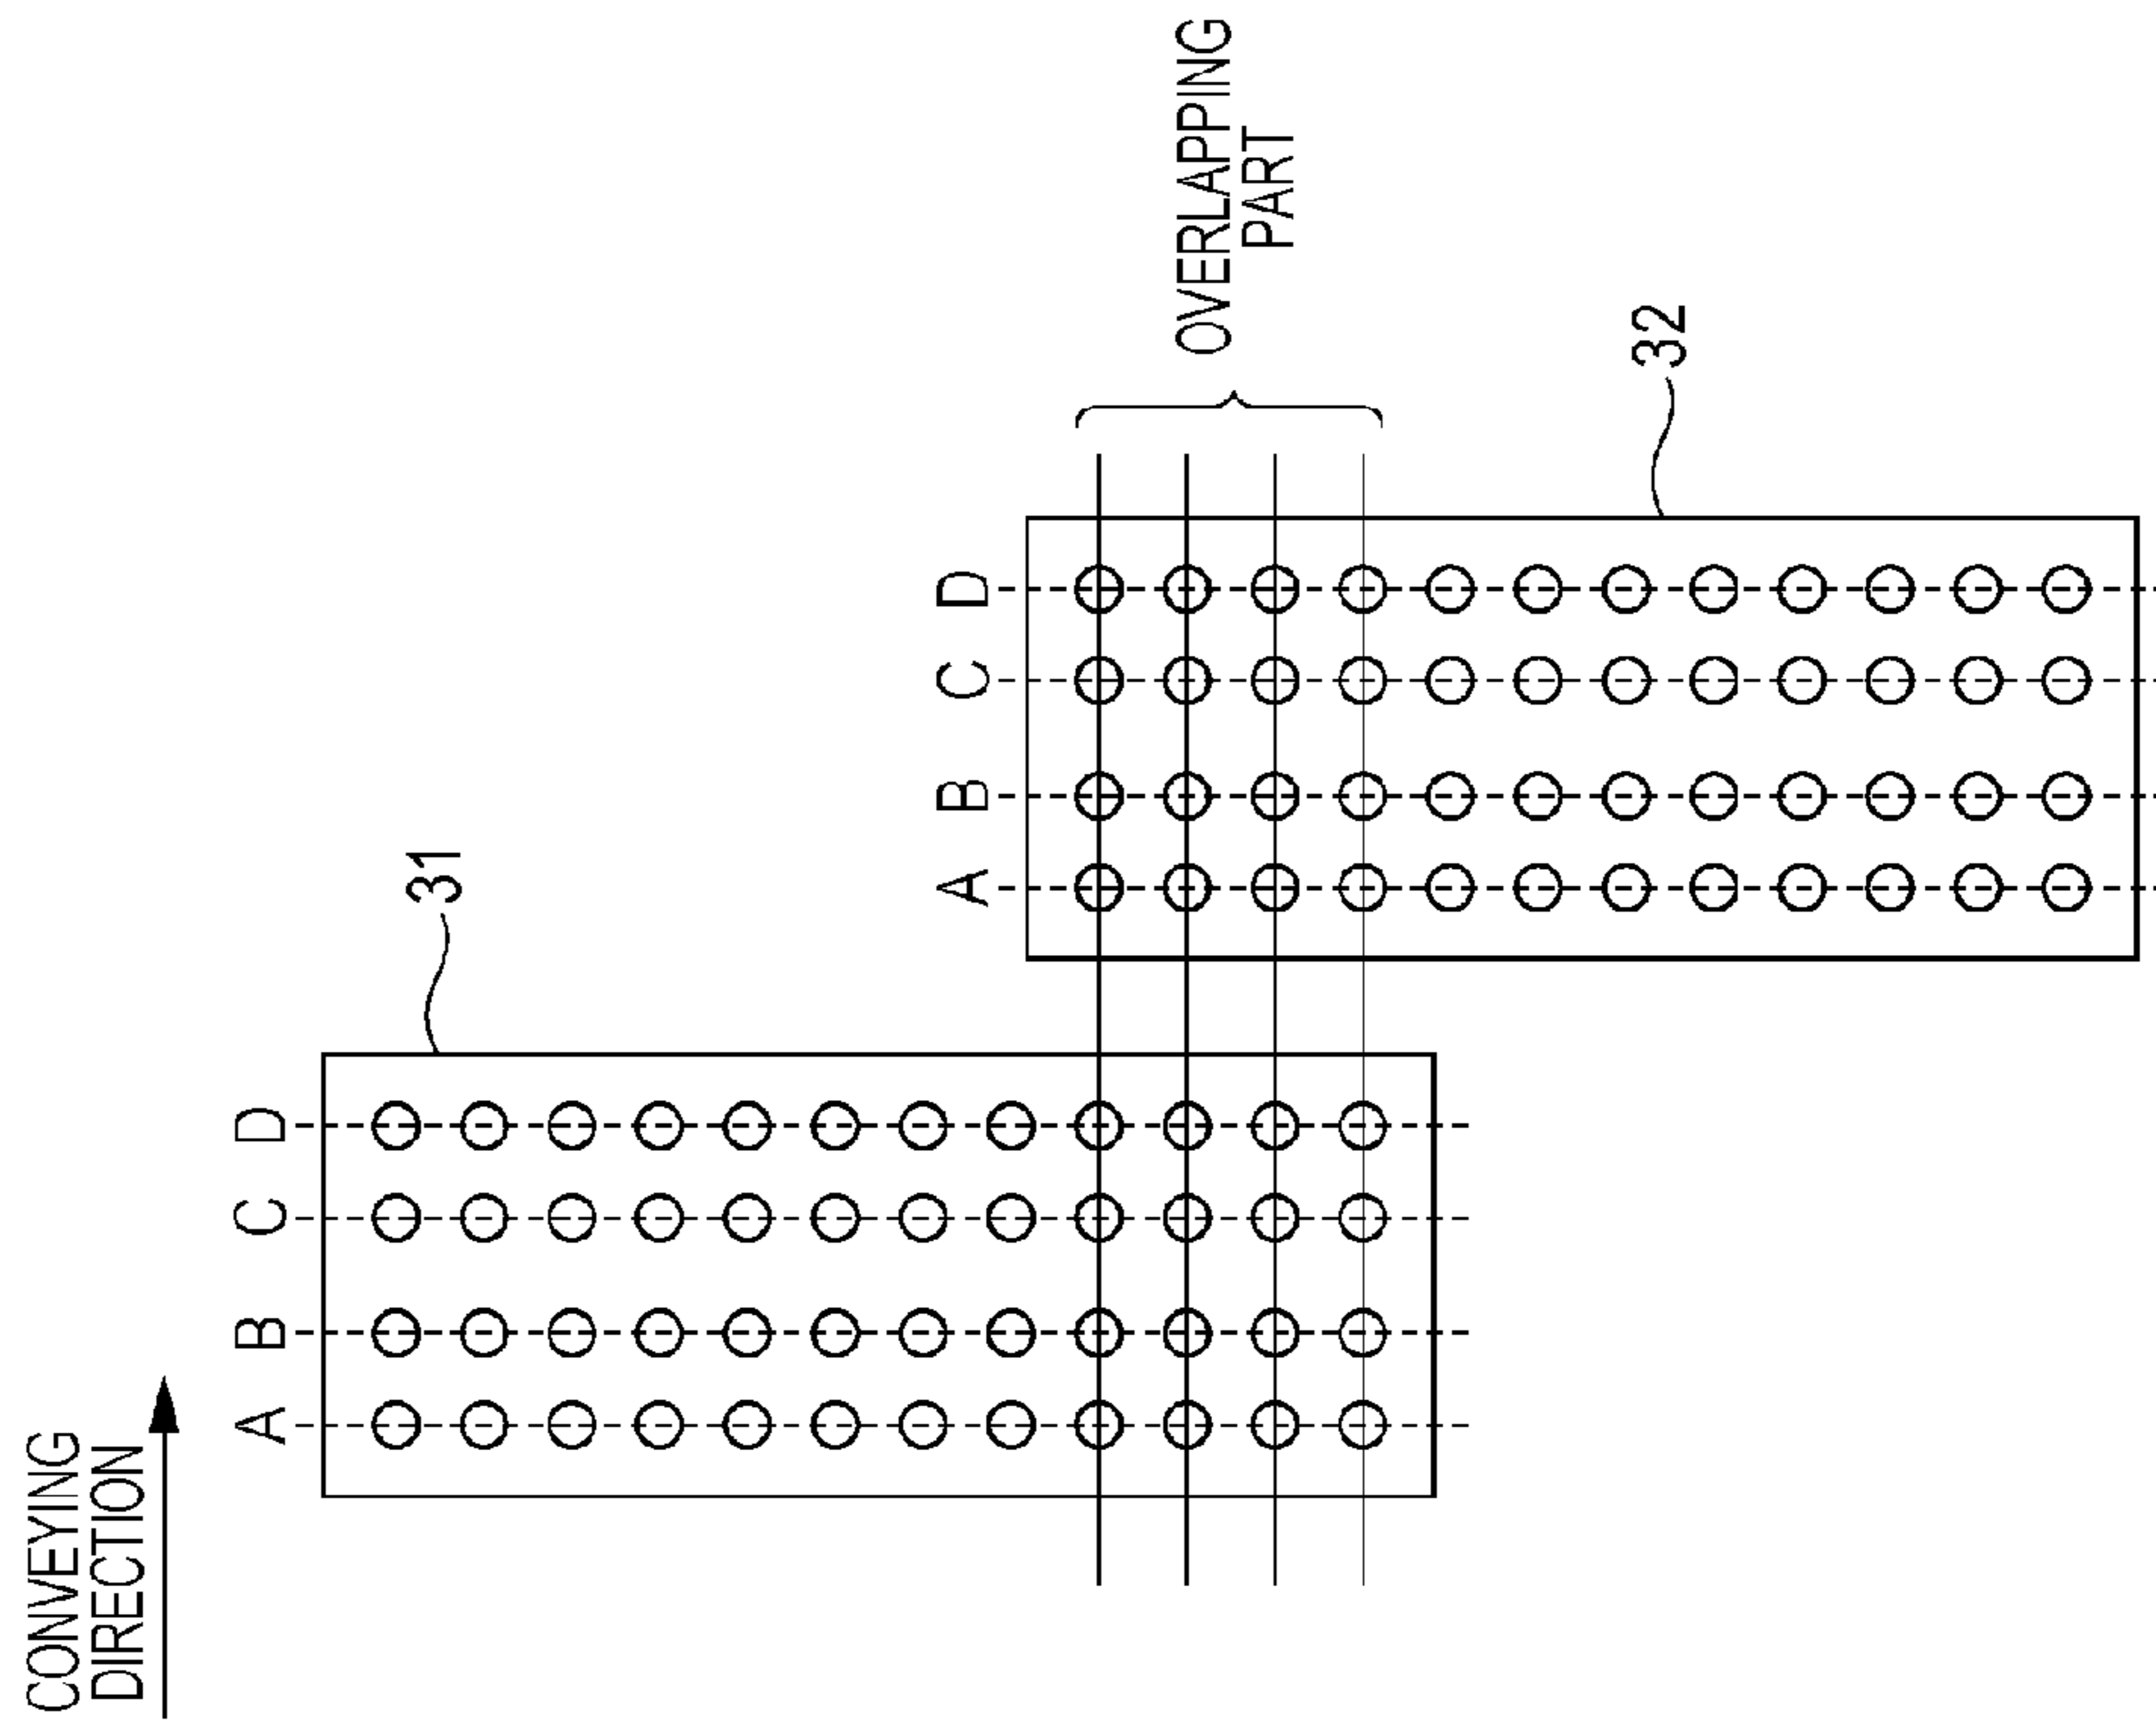 CONVEYING
DIRECTION
A B C D
31
A B C D
32
OVERLAPPING
PART